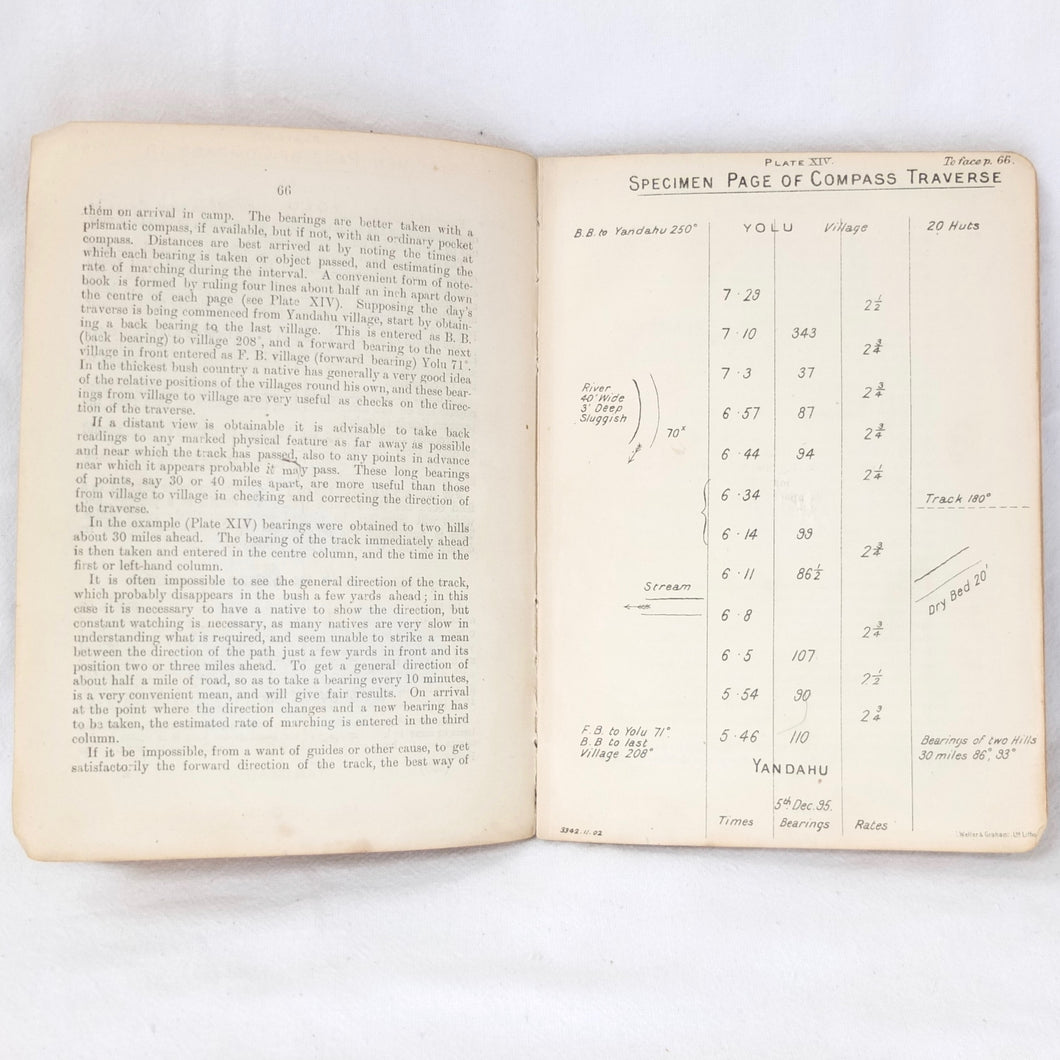 66
them on arrival in camp. The bearings are better taken with a
prismatic compass, if available, but if not, with an ordinary pocket
compass. Distances are best arrived at by noting the times at
which each bearing is taken or object passed, and estimating the
rate of marching during the interval. A convenient form of note-
book is formed by ruling four lines about half an inch apart down
the centre of each page (see Plate XIV). Supposing the day's
traverse is being commenced from Yandahu village, start by obtain-
ing a back bearing to the last village. This is entered as B. B.
(back bearing) to village 208°, and a forward bearing to the next
village in front entered as F. B. village (forward bearing) Yolu 71°.
In the thickest bush country a native has generally a very good idea
of the relative positions of the villages round his own, and these bear-
ings from village to village are very useful as checks on the direc-
tion of the traverse.
If a distant view is obtainable it is advisable to take back
readings to any marked physical feature as far away as possible
and near which the track has passed, also to any points in advance
near which it appears probable it may pass. These long bearings
of points, say 30 or 40 miles apart, are more useful than those
from village to village in checking and correcting the direction of
the traverse.
In the example (Plate XIV) bearings were obtained to two hills
about 30 miles ahead. The bearing of the track immediately ahead
is then taken and entered in the centre column, and the time in the
first or left-hand column.
It is often impossible to see the general direction of the track,
which probably disappears in the bush a few yards ahead; in this
case it is necessary to have a native to show the direction, but
constant watching is necessary, as many natives are very slow in
understanding what is required, and seem unable to strike a mean
between the direction of the path just a few yards in front and its
position two or three miles ahead. To get a general direction of
about half a mile of road, so as to take a bearing every 10 minutes,
is a very convenient mean, and will give fair results. On arrival
at the point where the direction changes and a new bearing has
to be taken, the estimated rate of marching is entered in the third
column.
If it be impossible, from a want of guides or other cause, to get
satisfactorily the forward direction of the track, the best way of
PLATE XIV. To face p. 66.
SPECIMEN PAGE OF COMPASS TRAVERSE
B.B. to Yandahu 250° YOLU Village 20 Huts
7·23
2½
7·10 343
2¾
7·3 37
River
40' Wide
3' Deep
Sluggish
70ˣ
2¾
6·57 87
2¾
6·44 94
2¼
6·34
Track 180°
6·14 99
2¾
6·11 86½
Stream
Dry Bed 20'
6·8
2¾
6·5 107
2½
5·54 90
2¾
5·46 110
F.B. to Yolu 71°
B.B to last
Village 208°
Bearings of two Hills
30 miles 86°, 93°
YANDAHU
5th Dec. 95.
Times Bearings Rates
3342.11.02
Weller & Graham, Ltd Litho